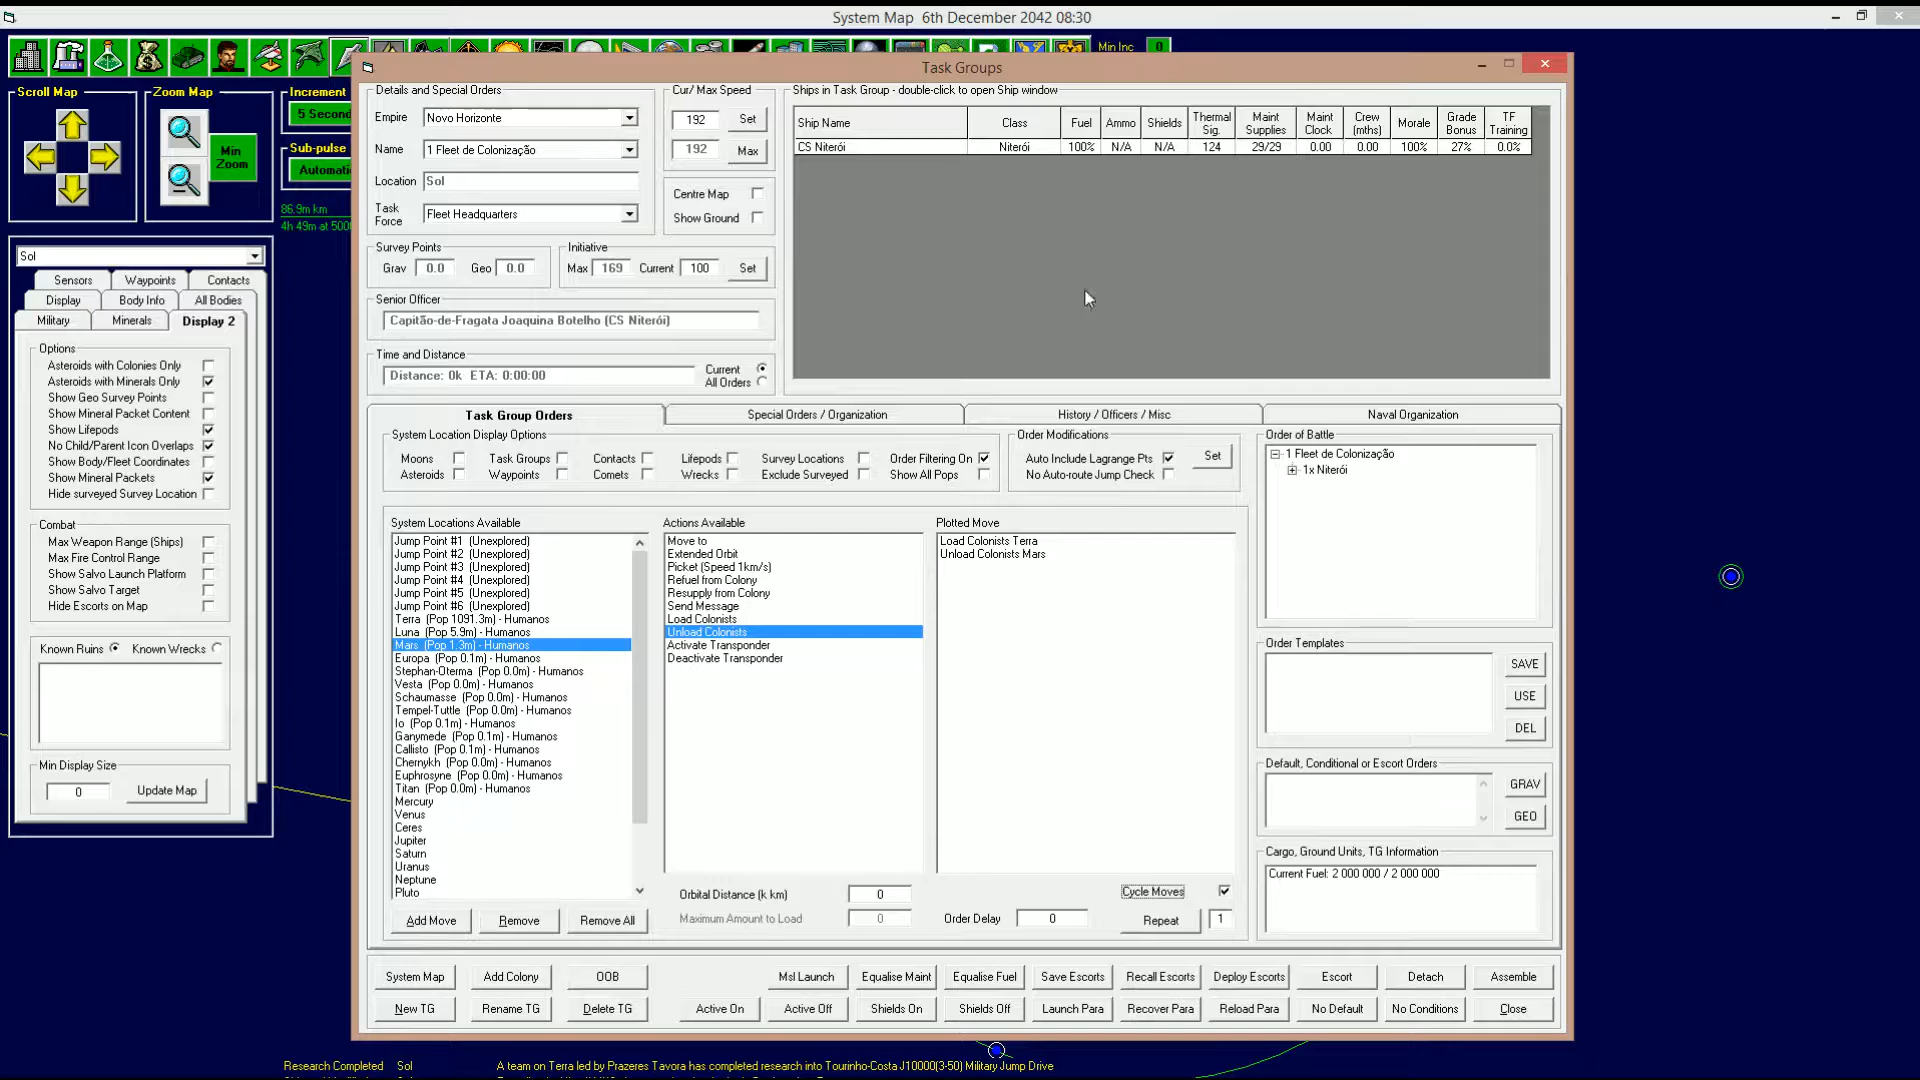 System Map   6th December 2042 08:30
Min Inc 0
Scroll Map
Zoom Map
Min Zoom
Increment
5 Second
Sub-pulse
Automati
86.9m km
4h 49m at 5000
Sol
Sensors Waypoints Contacts
Display Body Info All Bodies
Military Minerals Display 2
Options
Asteroids with Colonies Only
Asteroids with Minerals Only
Show Geo Survey Points
Show Mineral Packet Content
Show Lifepods
No Child/Parent Icon Overlaps
Show Body/Fleet Coordinates
Show Mineral Packets
Hide surveyed Survey Location
Combat
Max Weapon Range (Ships)
Max Fire Control Range
Show Salvo Launch Platform
Show Salvo Target
Hide Escorts on Map
Known Ruins Known Wrecks
Min Display Size
0 Update Map
Task Groups
Details and Special Orders
Empire Novo Horizonte
Name 1 Fleet de Colonização
Location Sol
Task Force Fleet Headquarters
Cur/ Max Speed
192 Set
192 Max
Centre Map
Show Ground
Survey Points
Grav 0.0 Geo 0.0
Initiative
Max 169 Current 100 Set
Senior Officer
Capitão-de-Fragata Joaquina Botelho (CS Niterói)
Time and Distance
Distance: 0k ETA: 0:00:00
Current
All Orders
Ships in Task Group - double-click to open Ship window
Ship Name Class Fuel Ammo Shields Thermal Sig. Maint Supplies Maint Clock Crew (mths) Morale Grade Bonus TF Training
CS Niterói Niterói 100% N/A N/A 124 29/29 0.00 0.00 100% 27% 0.0%
Task Group Orders Special Orders / Organization History / Officers / Misc Naval Organization
System Location Display Options
Moons Task Groups Contacts Lifepods Survey Locations Order Filtering On
Asteroids Waypoints Comets Wrecks Exclude Surveyed Show All Pops
Order Modifications
Auto Include Lagrange Pts Set
No Auto-route Jump Check
System Locations Available
Jump Point #1 (Unexplored)
Jump Point #2 (Unexplored)
Jump Point #3 (Unexplored)
Jump Point #4 (Unexplored)
Jump Point #5 (Unexplored)
Jump Point #6 (Unexplored)
Terra (Pop 1091.3m) - Humanos
Luna (Pop 5.9m) - Humanos
Mars (Pop 1.3m) - Humanos
Europa (Pop 0.1m) - Humanos
Stephan-Oterma (Pop 0.0m) - Humanos
Vesta (Pop 0.0m) - Humanos
Schaumasse (Pop 0.0m) - Humanos
Tempel-Tuttle (Pop 0.0m) - Humanos
Io (Pop 0.1m) - Humanos
Ganymede (Pop 0.1m) - Humanos
Callisto (Pop 0.1m) - Humanos
Chernykh (Pop 0.0m) - Humanos
Euphrosyne (Pop 0.0m) - Humanos
Titan (Pop 0.0m) - Humanos
Mercury
Venus
Ceres
Jupiter
Saturn
Uranus
Neptune
Pluto
Add Move Remove Remove All
Actions Available
Move to
Extended Orbit
Picket (Speed 1km/s)
Refuel from Colony
Resupply from Colony
Send Message
Load Colonists
Unload Colonists
Activate Transponder
Deactivate Transponder
Orbital Distance (k km) 0
Maximum Amount to Load 0
Plotted Move
Load Colonists Terra
Unload Colonists Mars
Cycle Moves
Order Delay 0 Repeat 1
Order of Battle
1 Fleet de Colonização
1x Niterói
Order Templates
SAVE
USE
DEL
Default, Conditional or Escort Orders
GRAV
GEO
Cargo, Ground Units, TG Information
Current Fuel: 2 000 000 / 2 000 000
System Map Add Colony OOB Msl Launch Equalise Maint Equalise Fuel Save Escorts Recall Escorts Deploy Escorts Escort Detach Assemble
New TG Rename TG Delete TG Active On Active Off Shields On Shields Off Launch Para Recover Para Reload Para No Default No Conditions Close
Research Completed Sol A team on Terra led by Prazeres Tavora has completed research into Tourinho-Costa J10000(3-50) Military Jump Drive